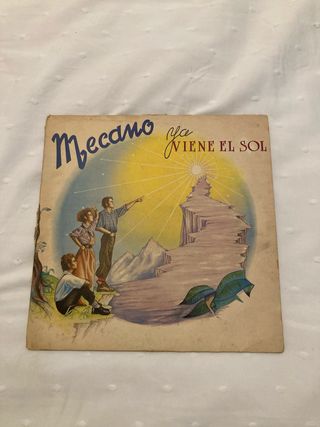 Mecano ya
VIENE EL SOL